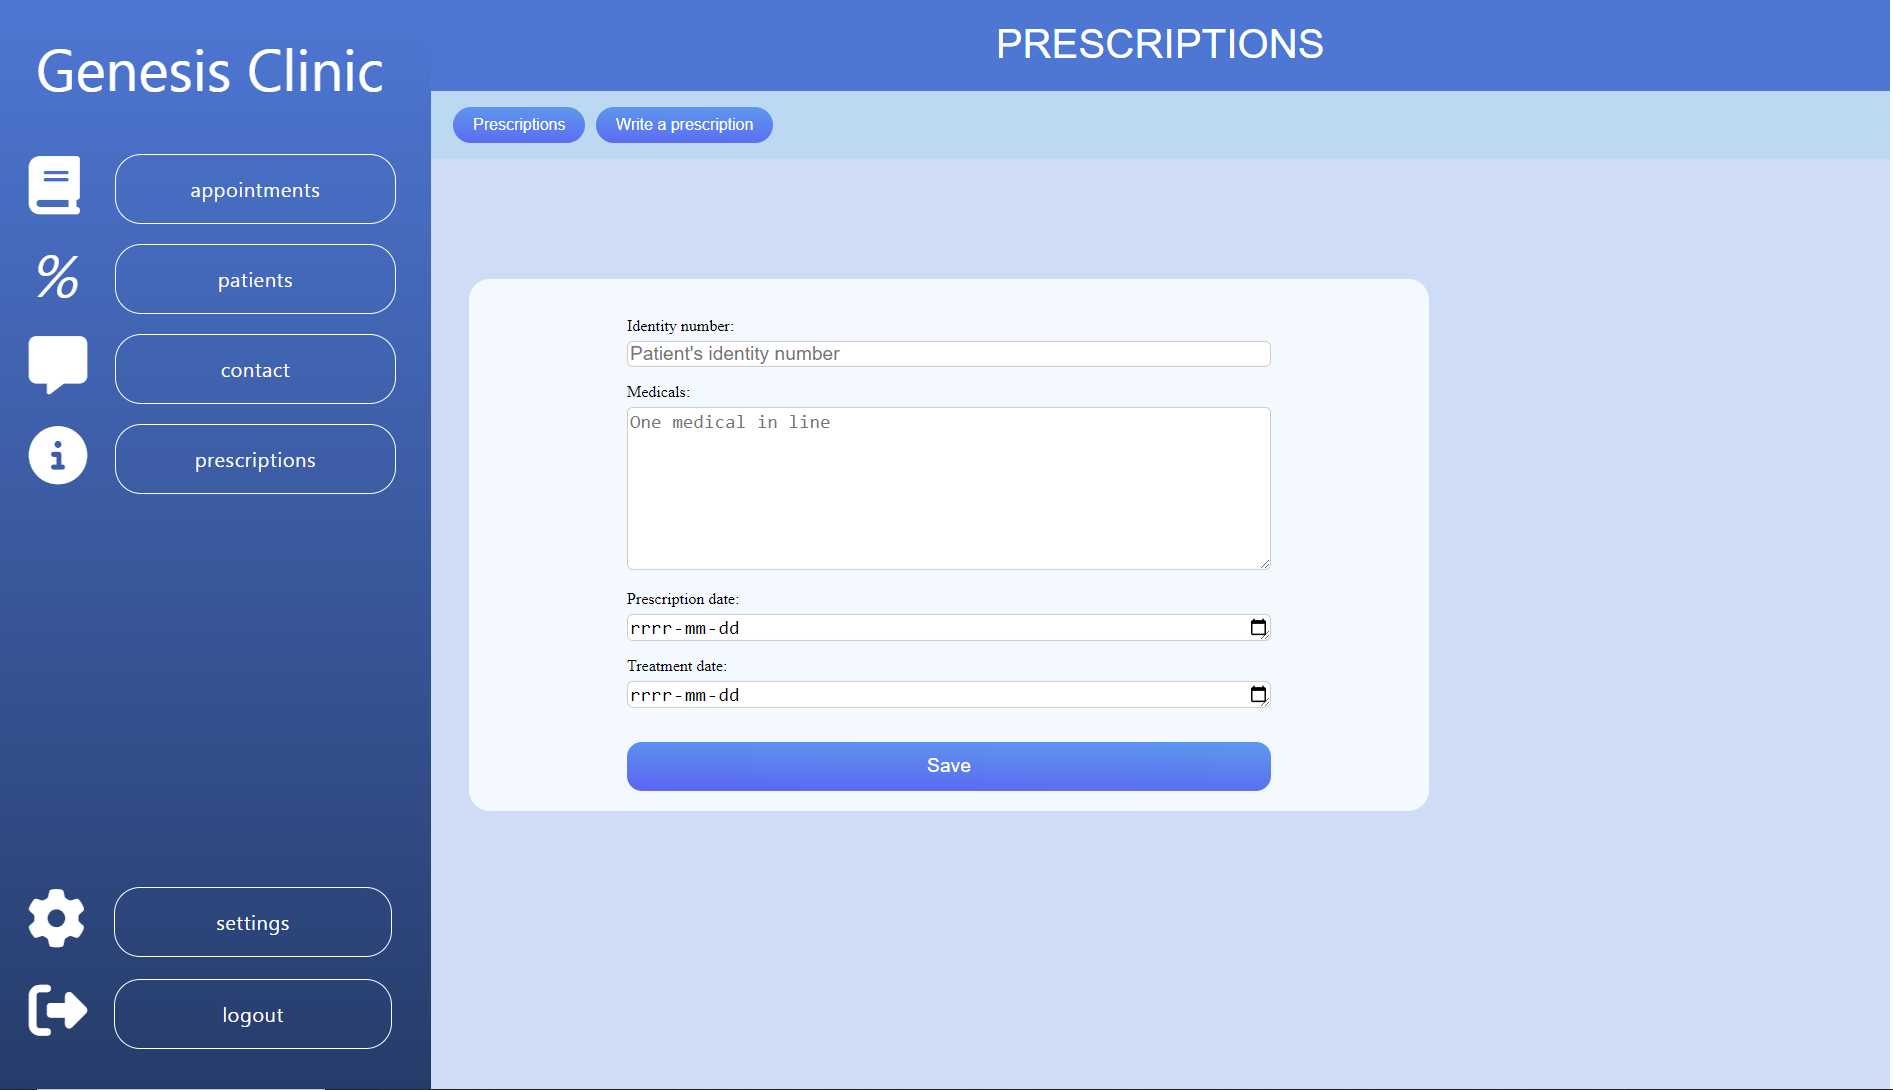 Genesis Clinic
appointments
%
patients
contact
prescriptions
settings
logout
PRESCRIPTIONS
Prescriptions
Write a prescription
Identity number:
Patient's identity number
Medicals:
One medical in line
Prescription date:
rrrr-mm-dd
Treatment date:
rrrr-mm-dd
Save